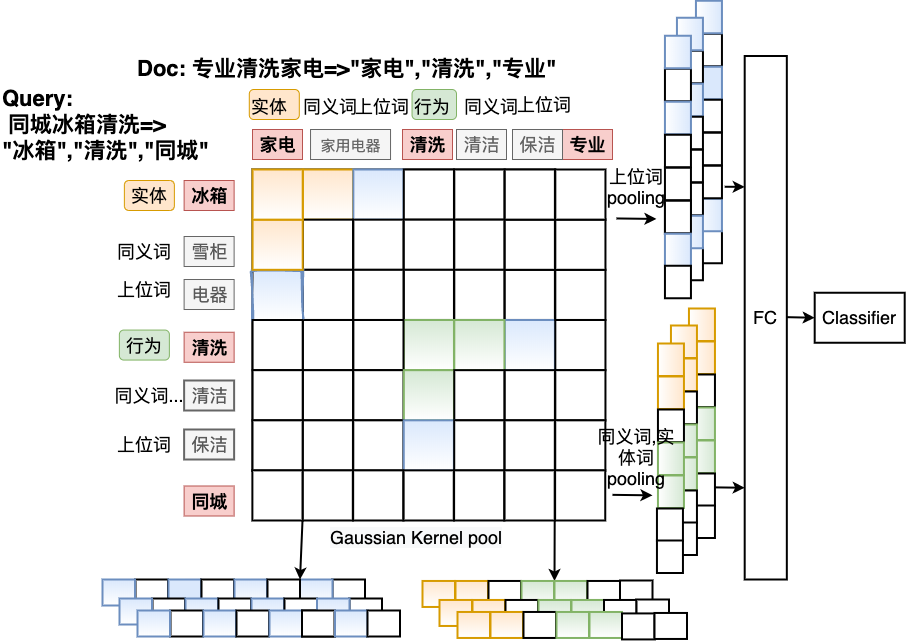 Doc: 专业清洗家电=>"家电","清洗","专业"
Query:
同城冰箱清洗=>
"冰箱","清洗","同城"
实体 同义词 上位词 行为 同义词 上位词
家电 家用电器 清洗 清洁 保洁 专业
实体 冰箱
同义词 雪柜
上位词 电器
行为 清洗
同义词... 清洁
上位词 保洁
同城
上位词
pooling
同义词,实
体词
pooling
Gaussian Kernel pool
FC
Classifier